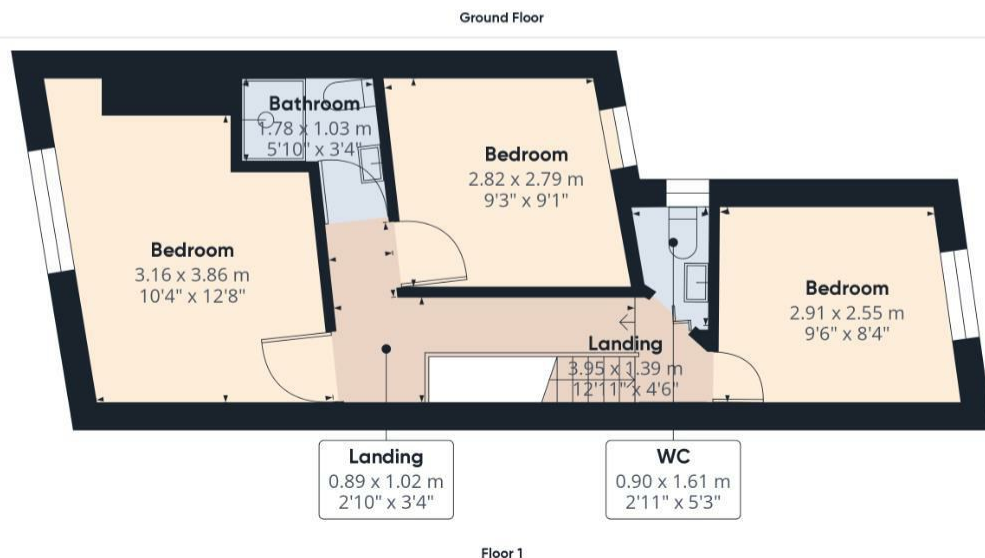 Ground Floor
Bathroom
1.78 x 1.03 m
5'10" x 3'4"
Bedroom
2.82 x 2.79 m
9'3" x 9'1"
Bedroom
3.16 x 3.86 m
10'4" x 12'8"
Bedroom
2.91 x 2.55 m
9'6" x 8'4"
Landing
3.95 x 1.39 m
12'11" x 4'6"
Landing
0.89 x 1.02 m
2'10" x 3'4"
WC
0.90 x 1.61 m
2'11" x 5'3"
Floor 1